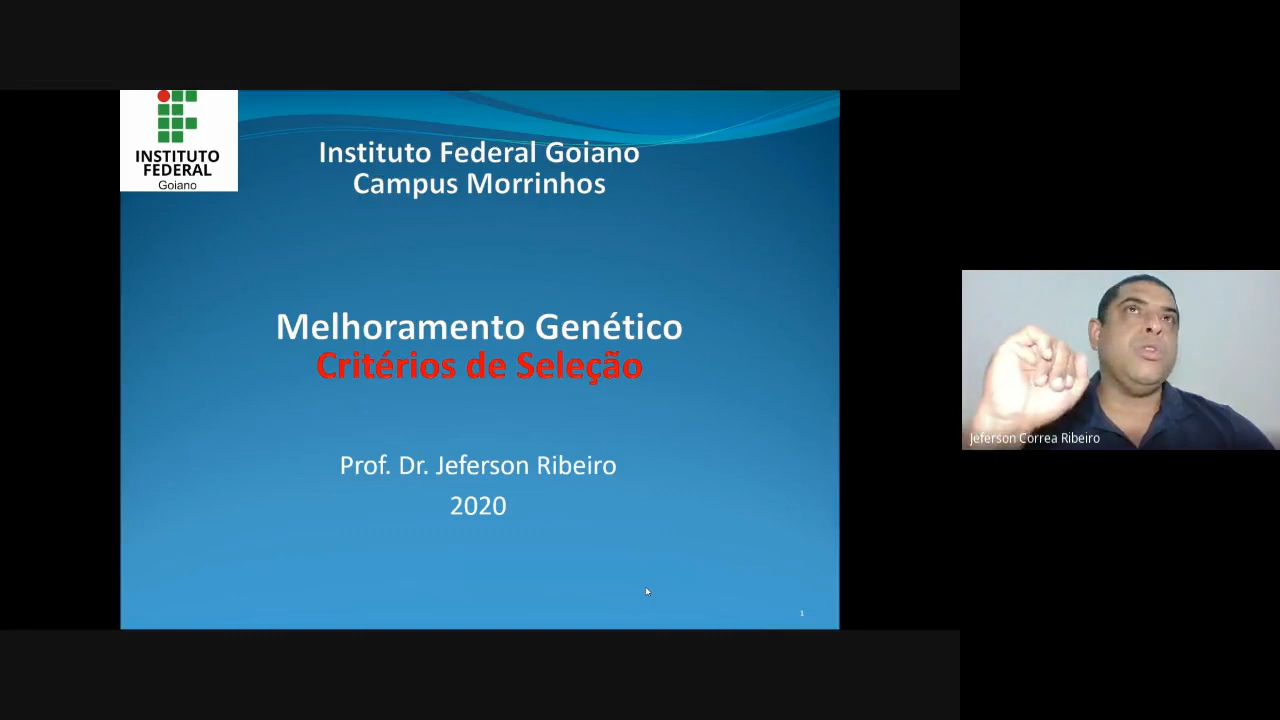 INSTITUTO
FEDERAL
Goiano
Instituto Federal Goiano
Campus Morrinhos
Melhoramento Genético
Critérios de Seleção
Prof. Dr. Jeferson Ribeiro
2020
1
Jeferson Correa Ribeiro